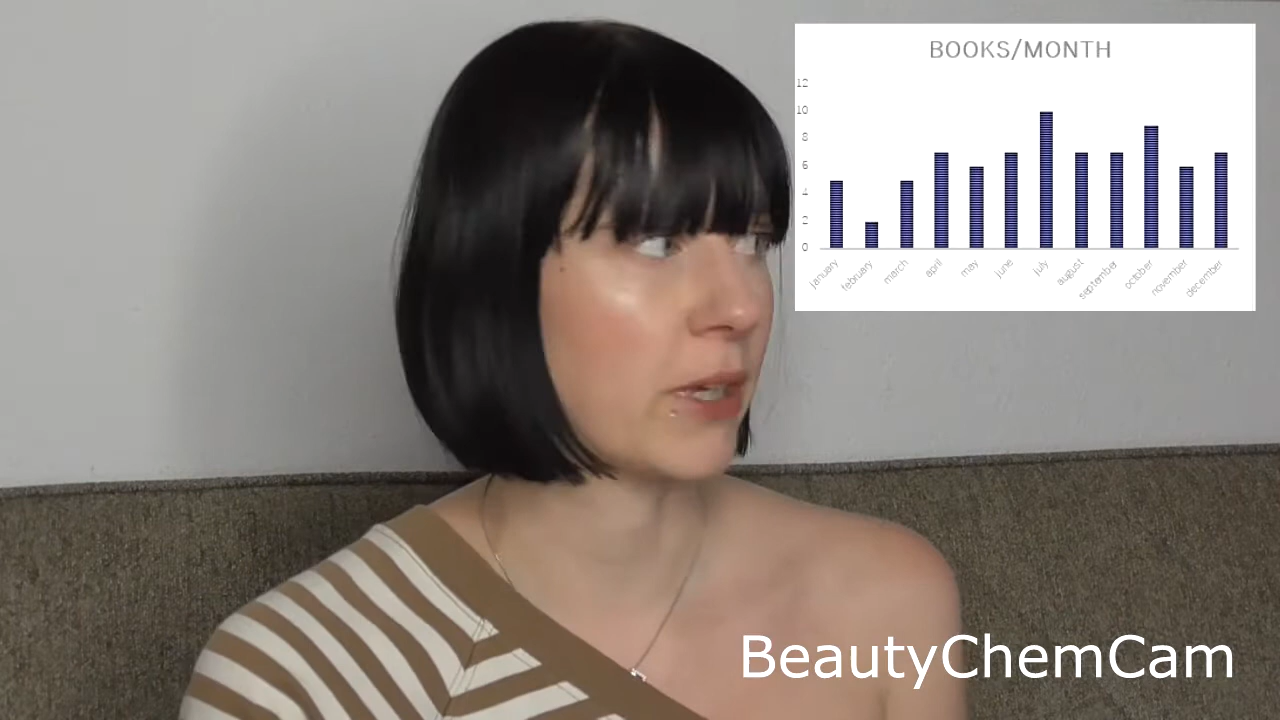 BOOKS/MONTH
12
10
8
6
4
2
0
january
february
march
april
may
june
july
august
september
october
november
december
BeautyChemCam